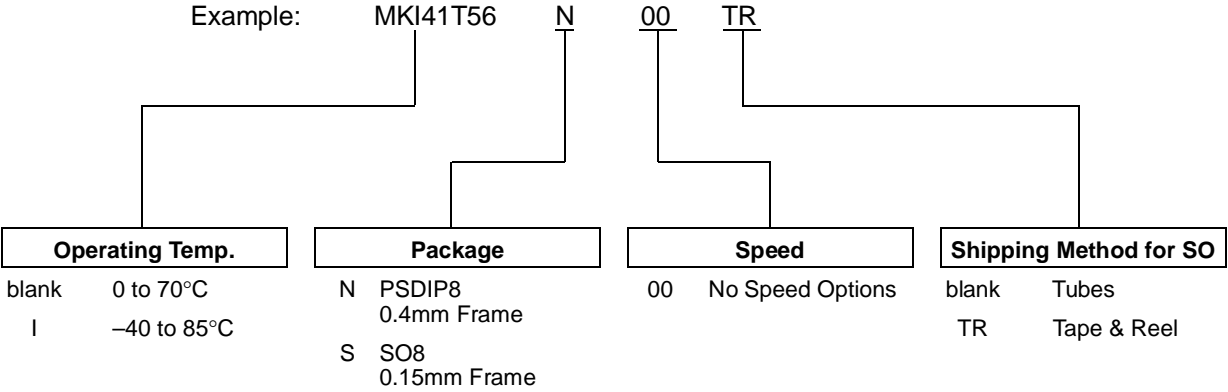 Example: MKI41T56 N 00 TR
Operating Temp. Package Speed Shipping Method for SO
blank 0 to 70°C N PSDIP8 00 No Speed Options blank Tubes
0.4mm Frame
I –40 to 85°C TR Tape & Reel
S SO8
0.15mm Frame